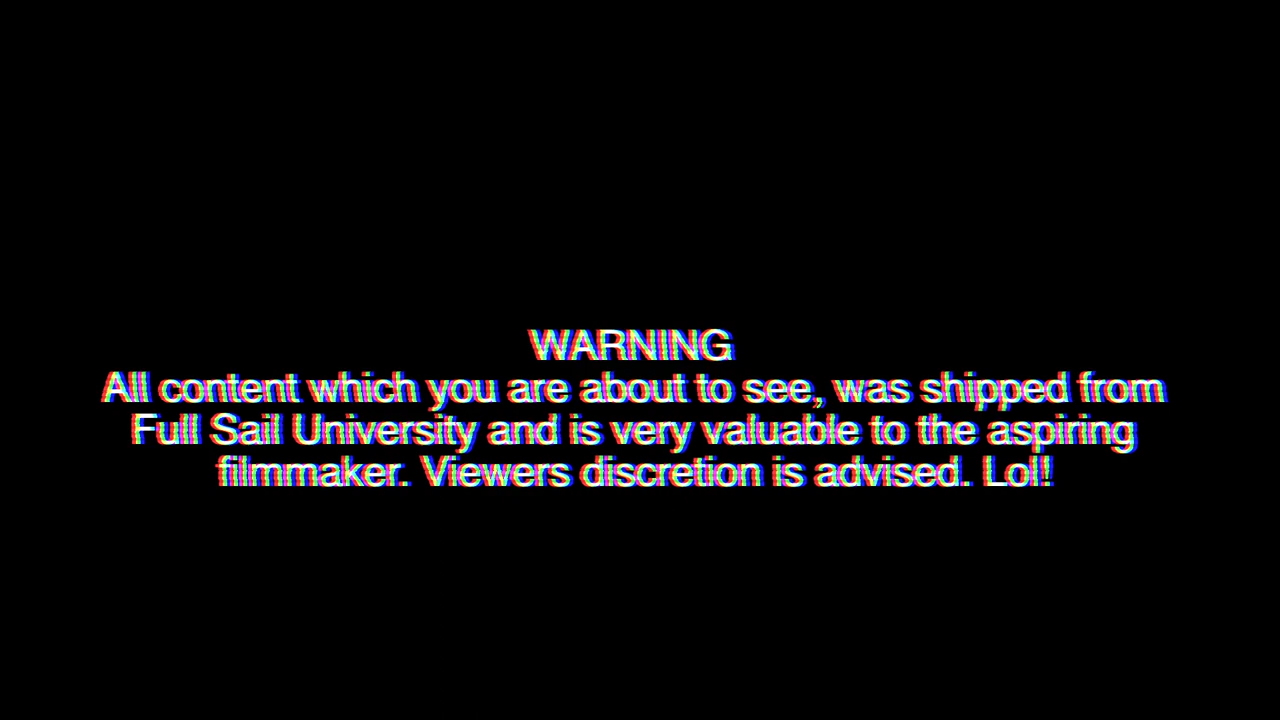 WARNING
All content which you are about to see, was shipped from
Full Sail University and is very valuable to the aspiring
filmmaker. Viewers discretion is advised. Lol!